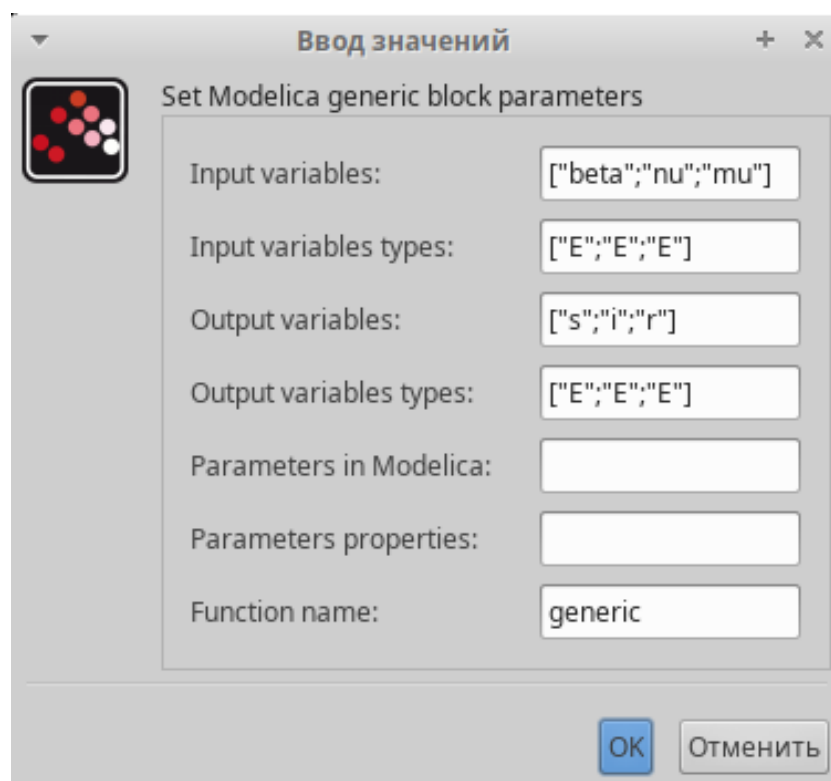 Ввод значений
Set Modelica generic block parameters
Input variables: ["beta";"nu";"mu"]
Input variables types: ["E";"E";"E"]
Output variables: ["s";"i";"r"]
Output variables types: ["E";"E";"E"]
Parameters in Modelica:
Parameters properties:
Function name: generic
OK Отменить